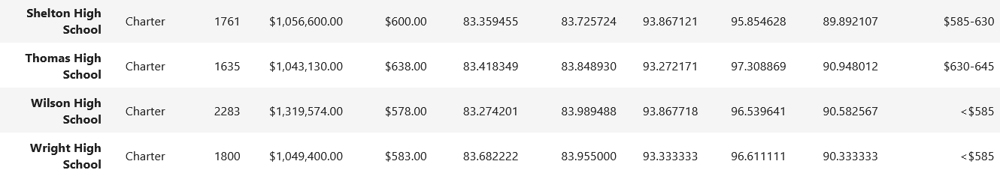 Shelton High
School Charter 1761 $1,056,600.00 $600.00 83.359455 83.725724 93.867121 95.854628 89.892107 $585-630
Thomas High
School Charter 1635 $1,043,130.00 $638.00 83.418349 83.848930 93.272171 97.308869 90.948012 $630-645
Wilson High
School Charter 2283 $1,319,574.00 $578.00 83.274201 83.989488 93.867718 96.539641 90.582567 <$585
Wright High
School Charter 1800 $1,049,400.00 $583.00 83.682222 83.955000 93.333333 96.611111 90.333333 <$585